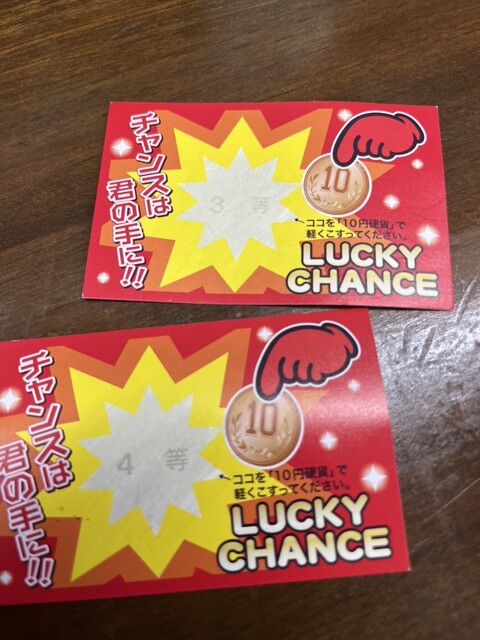 チャンスは
君の手に!!
3 等
10
←ココを「10円硬貨」で
軽くこすってください。
LUCKY
CHANCE
チャンスは
君の手に!!
4 等
10
←ココを「10円硬貨」で
軽くこすってください。
LUCKY
CHANCE